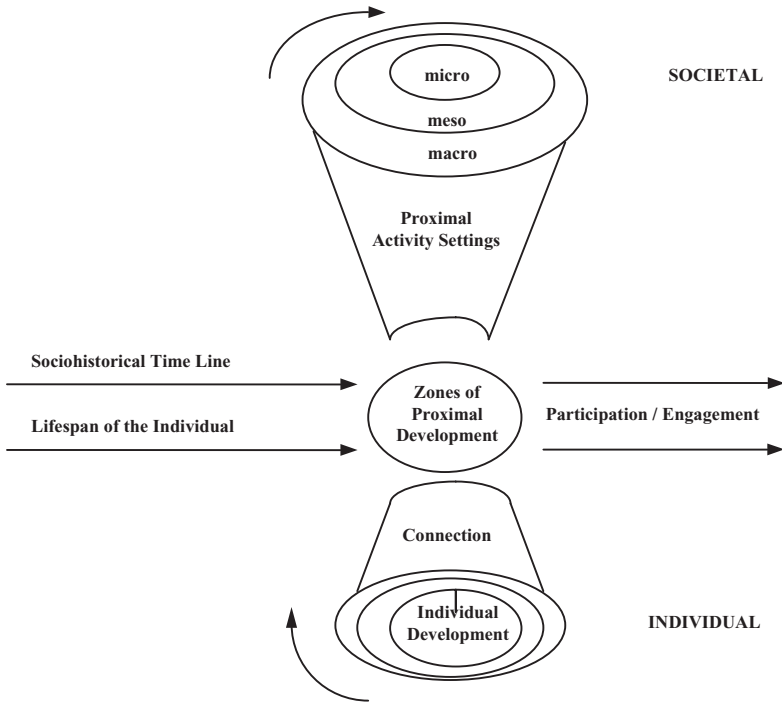 micro
SOCIETAL
meso
macro
Proximal
Activity Settings
Sociohistorical Time Line
Zones of
Proximal
Development
Participation / Engagement
Lifespan of the Individual
Connection
Individual
Development
INDIVIDUAL